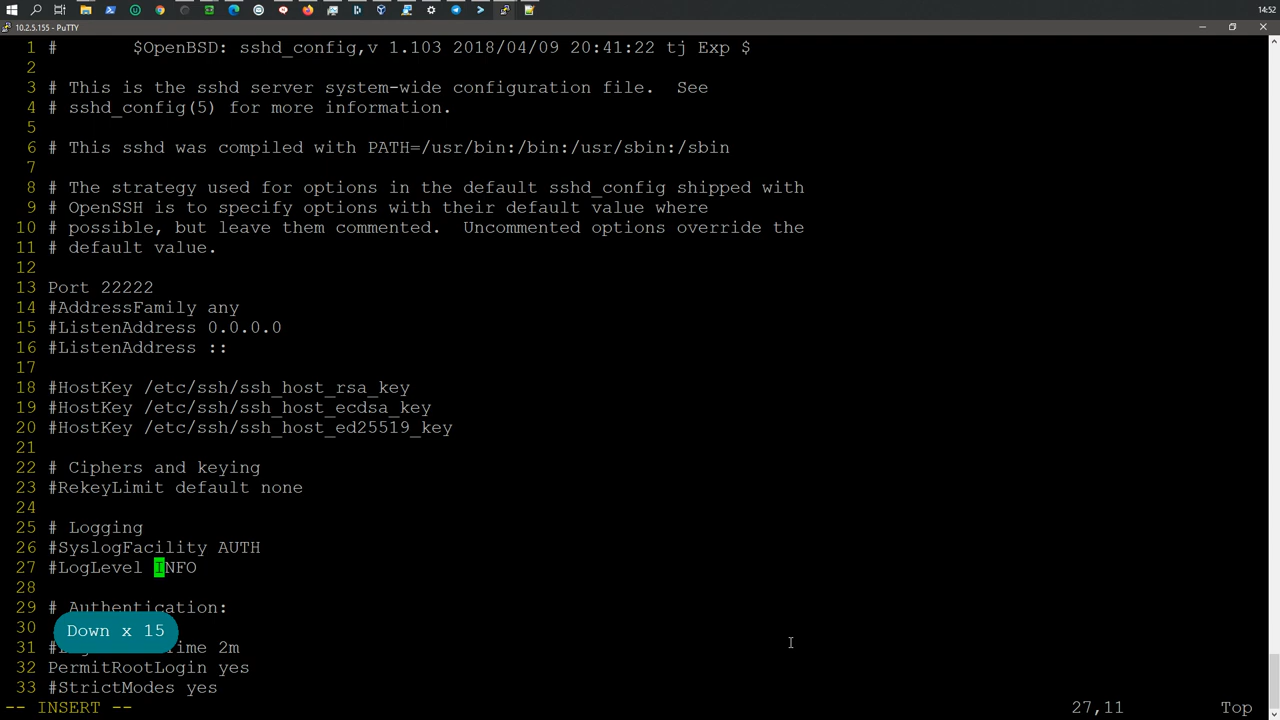 14:52
10.2.5.155 - PuTTY
1 # $OpenBSD: sshd_config,v 1.103 2018/04/09 20:41:22 tj Exp $
2
3 # This is the sshd server system-wide configuration file. See
4 # sshd_config(5) for more information.
5
6 # This sshd was compiled with PATH=/usr/bin:/bin:/usr/sbin:/sbin
7
8 # The strategy used for options in the default sshd_config shipped with
9 # OpenSSH is to specify options with their default value where
10 # possible, but leave them commented. Uncommented options override the
11 # default value.
12
13 Port 22222
14 #AddressFamily any
15 #ListenAddress 0.0.0.0
16 #ListenAddress ::
17
18 #HostKey /etc/ssh/ssh_host_rsa_key
19 #HostKey /etc/ssh/ssh_host_ecdsa_key
20 #HostKey /etc/ssh/ssh_host_ed25519_key
21
22 # Ciphers and keying
23 #RekeyLimit default none
24
25 # Logging
26 #SyslogFacility AUTH
27 #LogLevel INFO
28
29 # Authentication:
30
Down x 15
31 # 2m
32 PermitRootLogin yes
33 #StrictModes yes
-- INSERT -- 27,11 Top